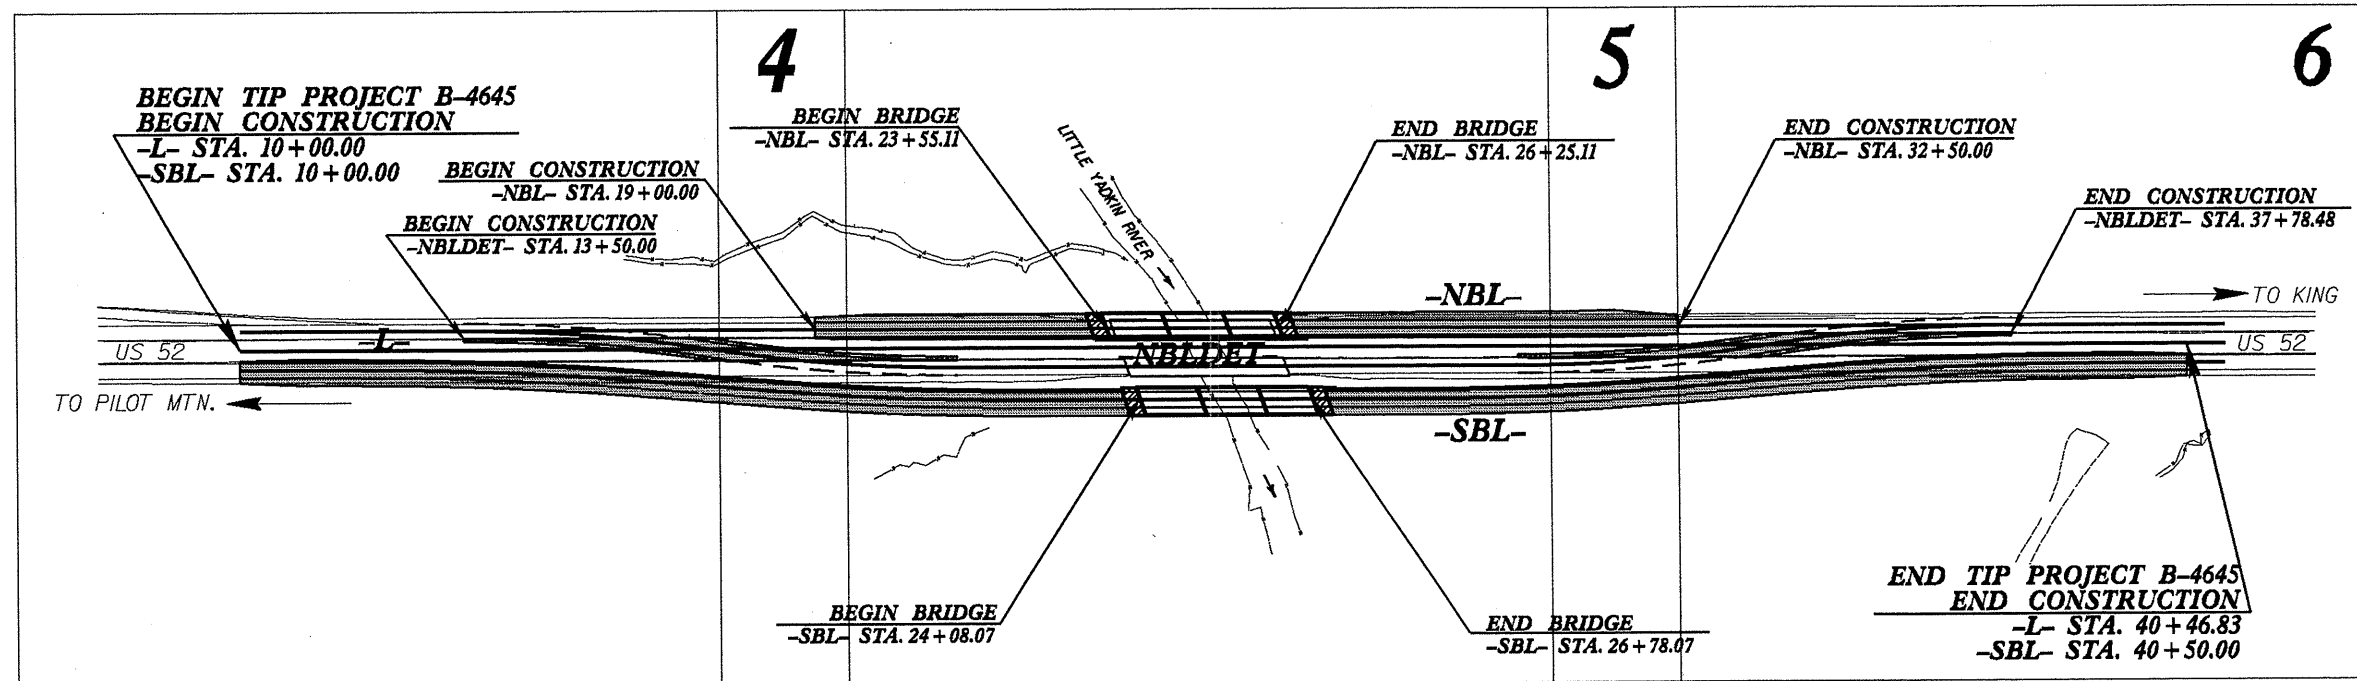 4
5
6
BEGIN TIP PROJECT B-4645
BEGIN CONSTRUCTION
-L- STA. 10+00.00
-SBL- STA. 10+00.00
BEGIN CONSTRUCTION
-NBL- STA. 19+00.00
BEGIN CONSTRUCTION
-NBLDET- STA. 13+50.00
BEGIN BRIDGE
-NBL- STA. 23+55.11
LITTLE YADKIN RIVER
END BRIDGE
-NBL- STA. 26+25.11
END CONSTRUCTION
-NBL- STA. 32+50.00
END CONSTRUCTION
-NBLDET- STA. 37+78.48
-NBL-
TO KING
US 52
-L-
-NBLDET-
US 52
TO PILOT MTN.
-SBL-
BEGIN BRIDGE
-SBL- STA. 24+08.07
END BRIDGE
-SBL- STA. 26+78.07
END TIP PROJECT B-4645
END CONSTRUCTION
-L- STA. 40+46.83
-SBL- STA. 40+50.00